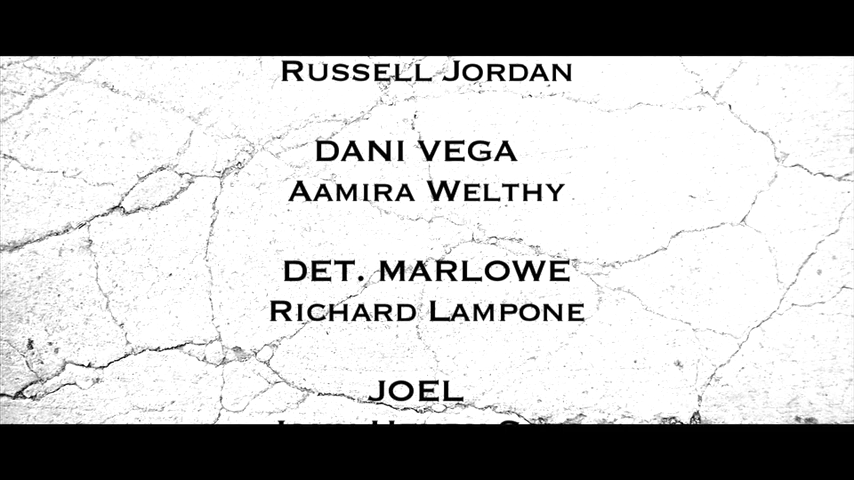 RUSSELL JORDAN
DANI VEGA
AAMIRA WELTHY
DET. MARLOWE
RICHARD LAMPONE
JOEL